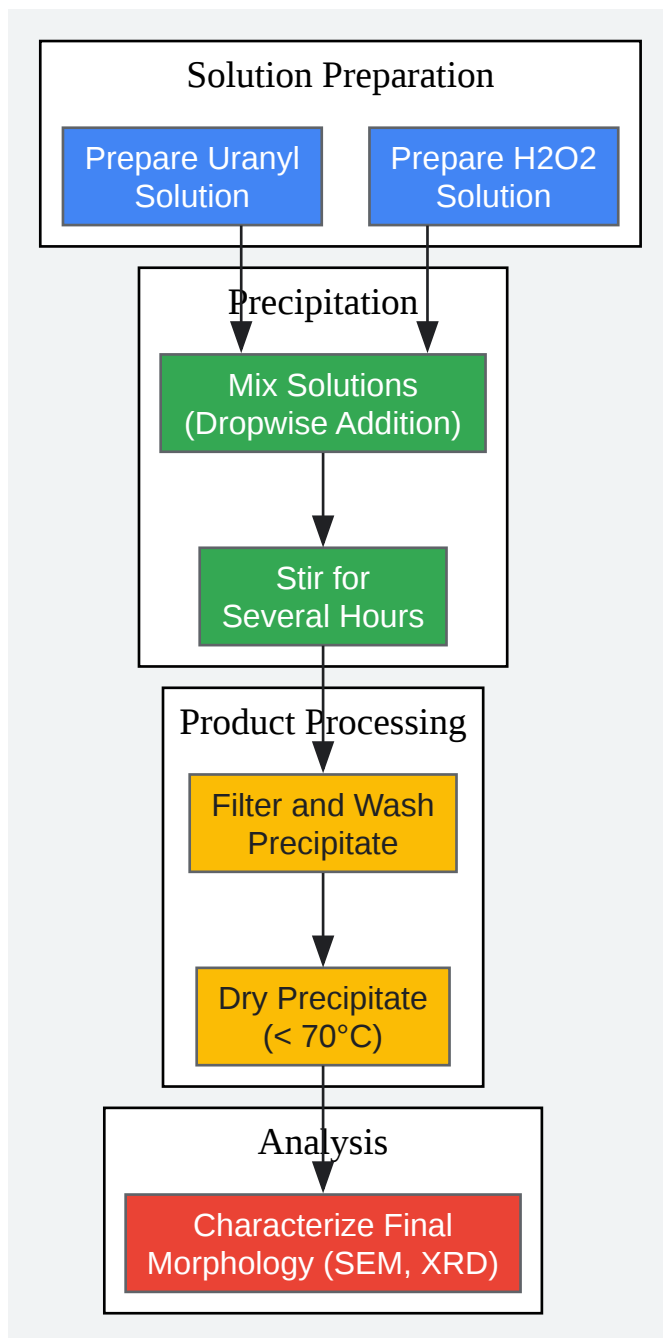 Solution Preparation
Prepare Uranyl
Solution
Prepare H2O2
Solution
Precipitation
Mix Solutions
(Dropwise Addition)
Stir for
Several Hours
Product Processing
Filter and Wash
Precipitate
Dry Precipitate
(< 70°C)
Analysis
Characterize Final
Morphology (SEM, XRD)